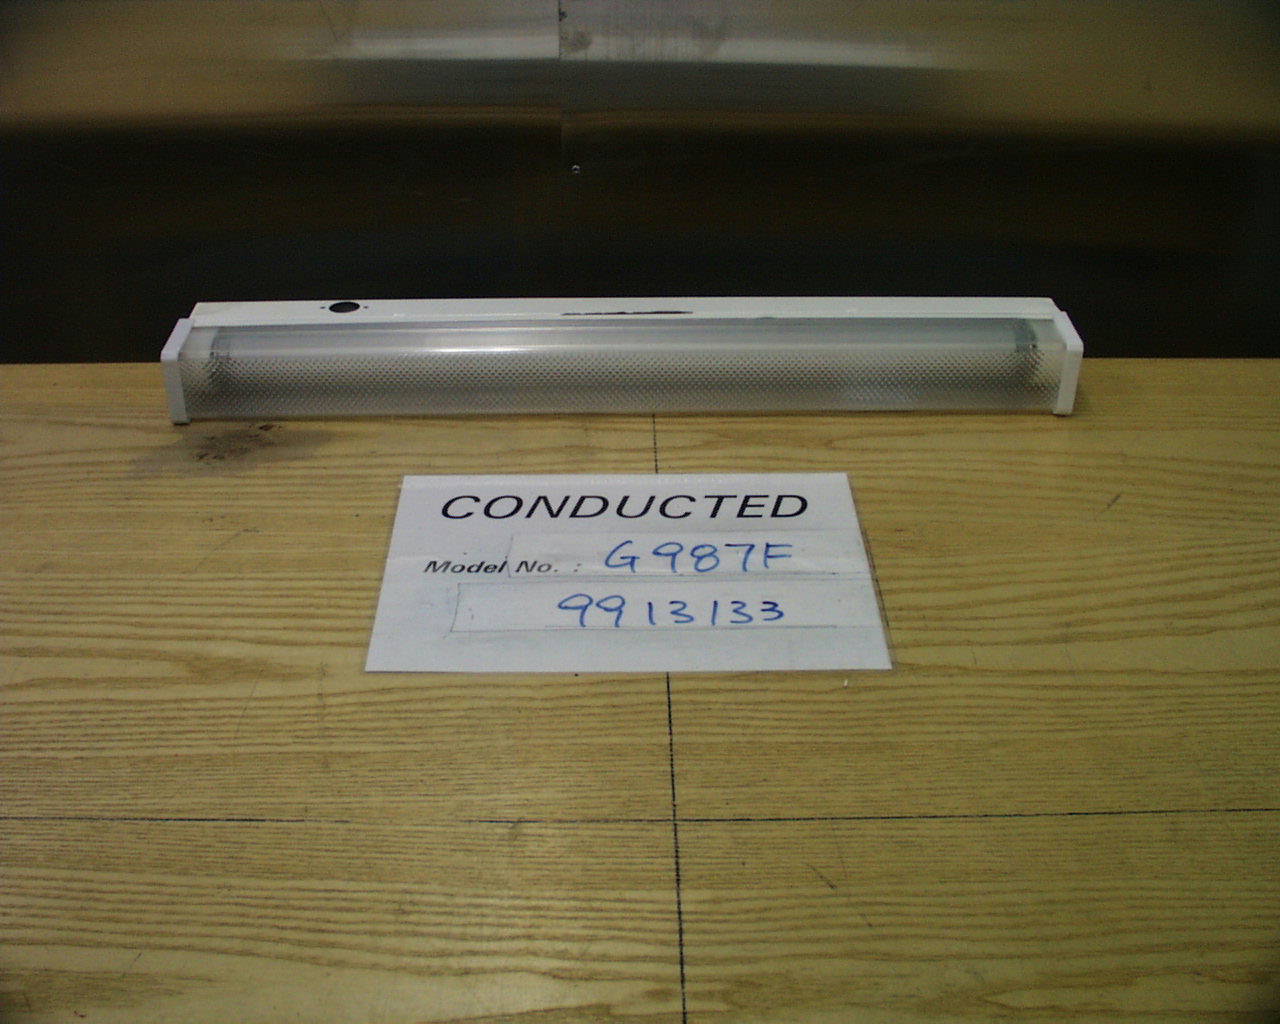 CONDUCTED
Model No. : G987F
9913133